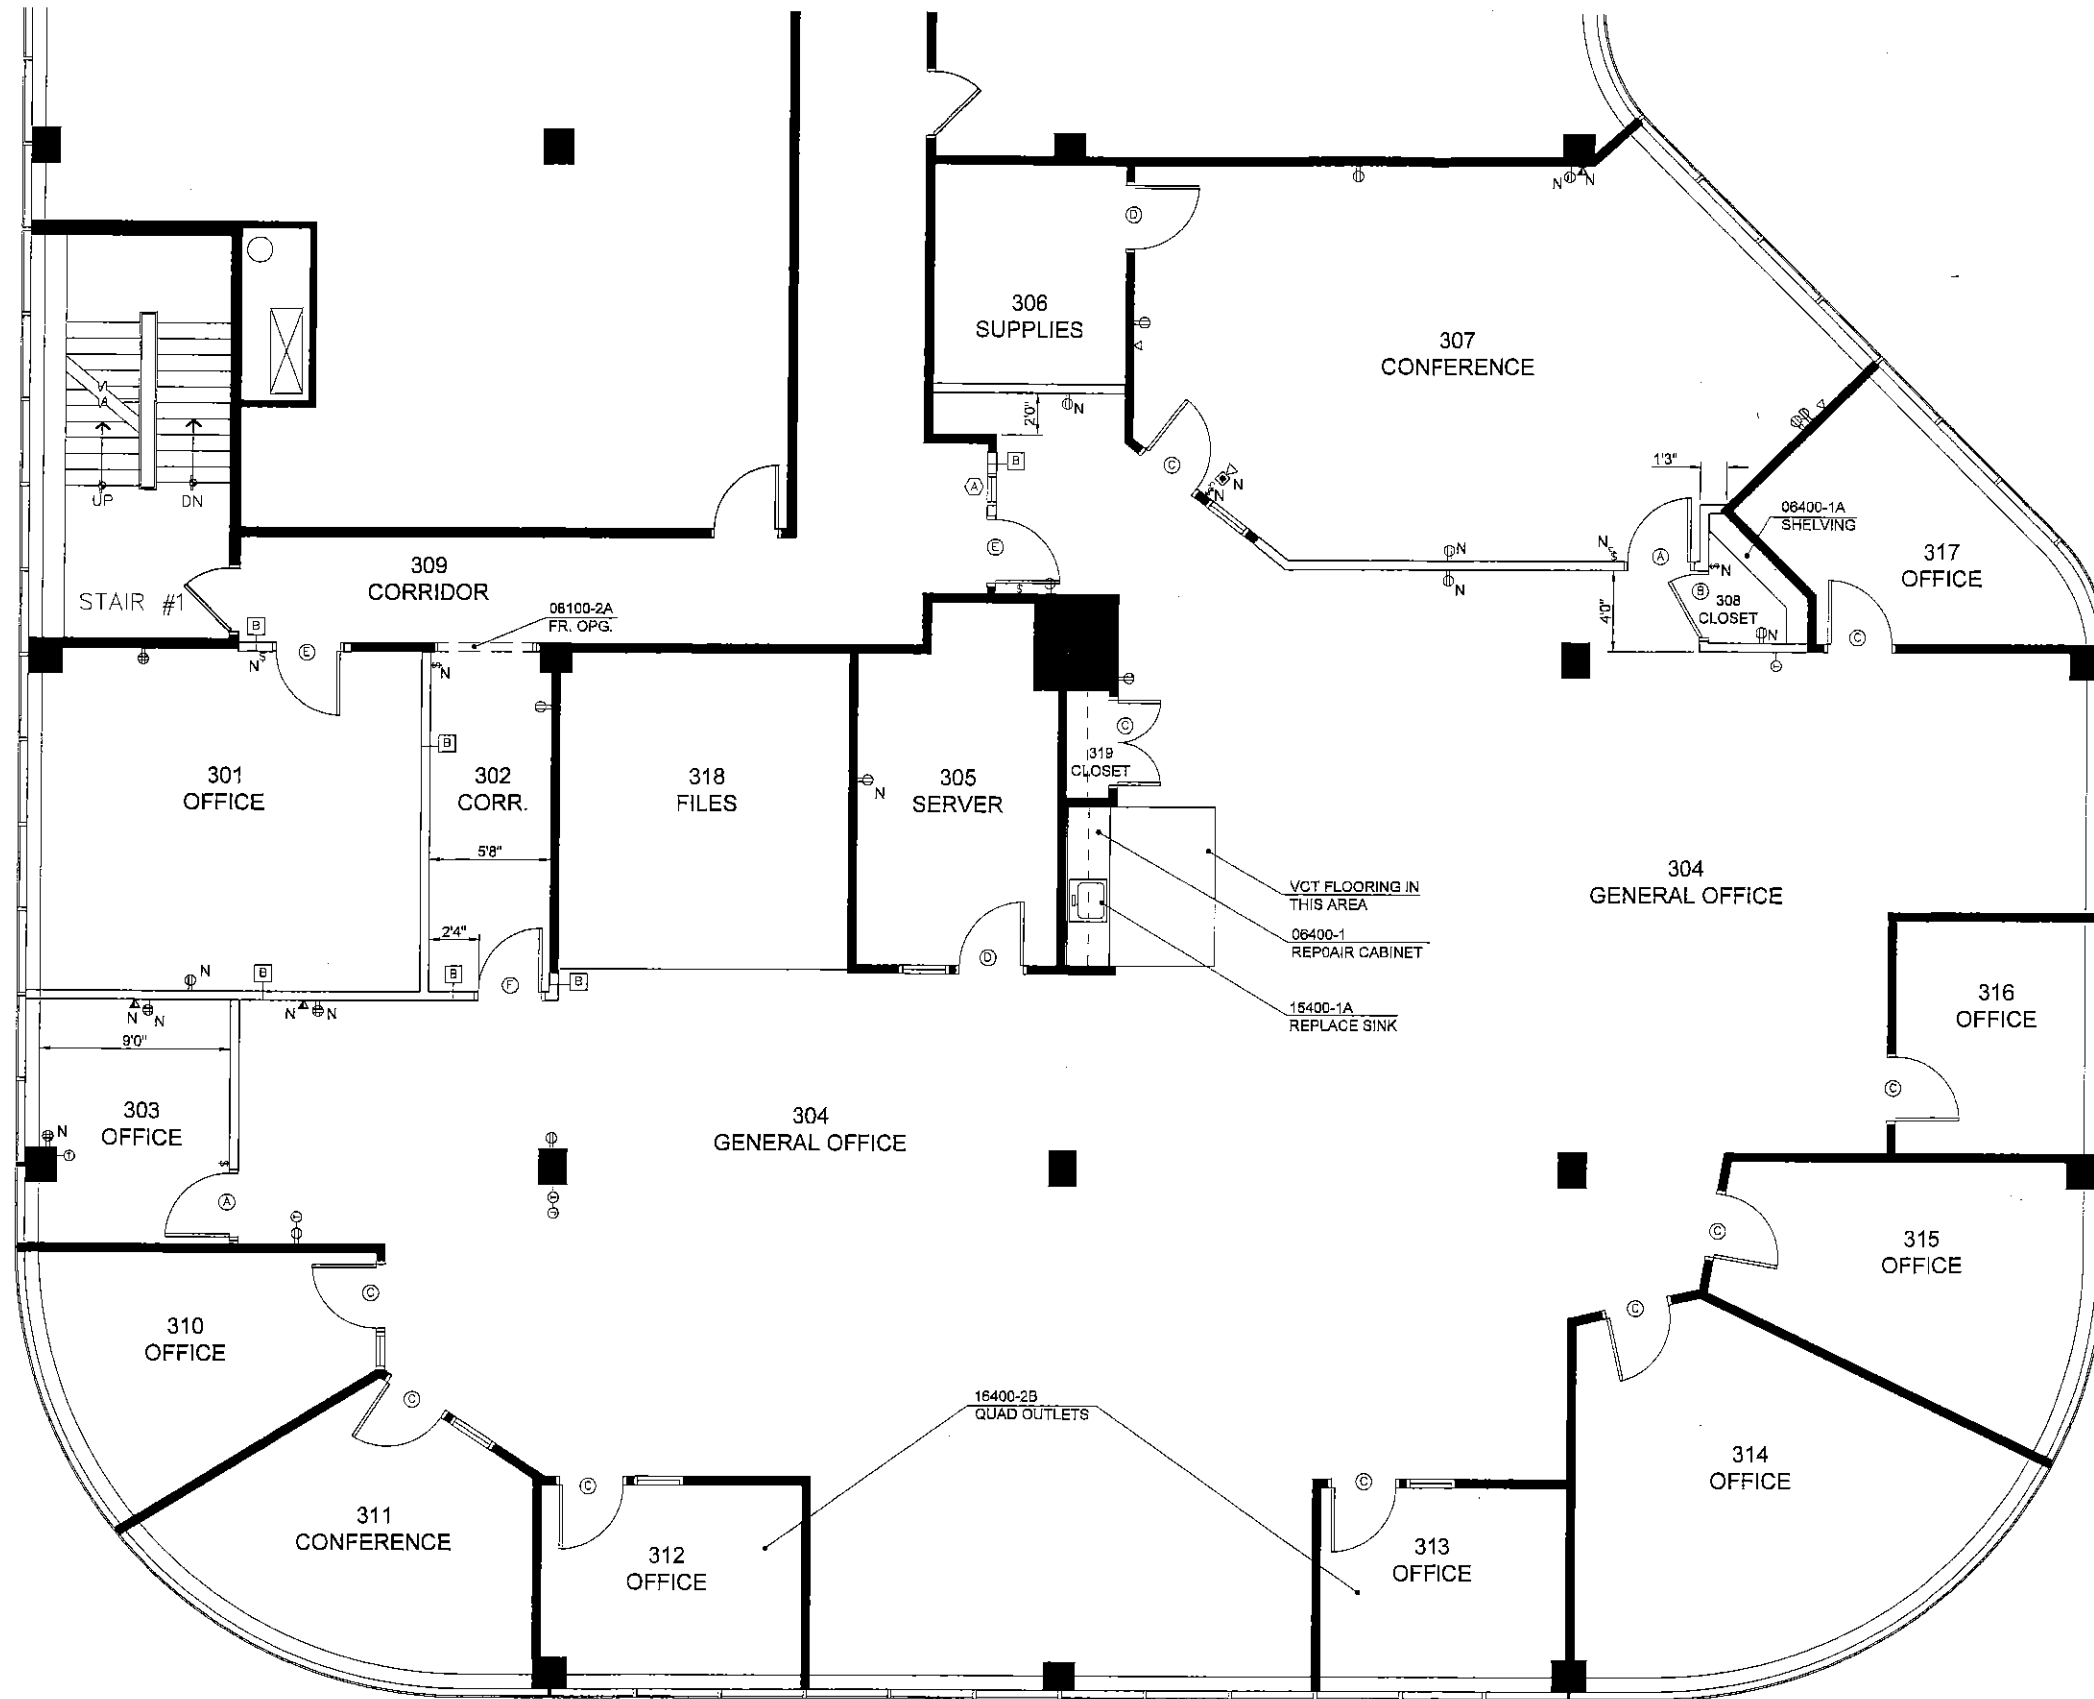 D
N
N
306
SUPPLIES
307
CONFERENCE
N
2'0"
B
C
A
N
N
1'3"
06400-1A
SHELVING
UP
DN
E
N
N
N
S
A
317
OFFICE
309
CORRIDOR
STAIR #1
06100-2A
FR. OPG.
S
N
B
308
CLOSET
4'0"
N
B
N
S
E
S
N
C
B
C
301
OFFICE
302
CORR.
318
FILES
305
SERVER
N
319
CLOSET
5'8"
304
GENERAL OFFICE
VCT FLOORING IN
THIS AREA
06400-1
REPOAIR CABINET
2'4"
N
B
B
F
B
D
15400-1A
REPLACE SINK
316
OFFICE
N
N
N
N
9'0"
303
OFFICE
N
304
GENERAL OFFICE
C
S
A
C
315
OFFICE
310
OFFICE
C
C
C
16400-2B
QUAD OUTLETS
314
OFFICE
311
CONFERENCE
C
C
312
OFFICE
313
OFFICE